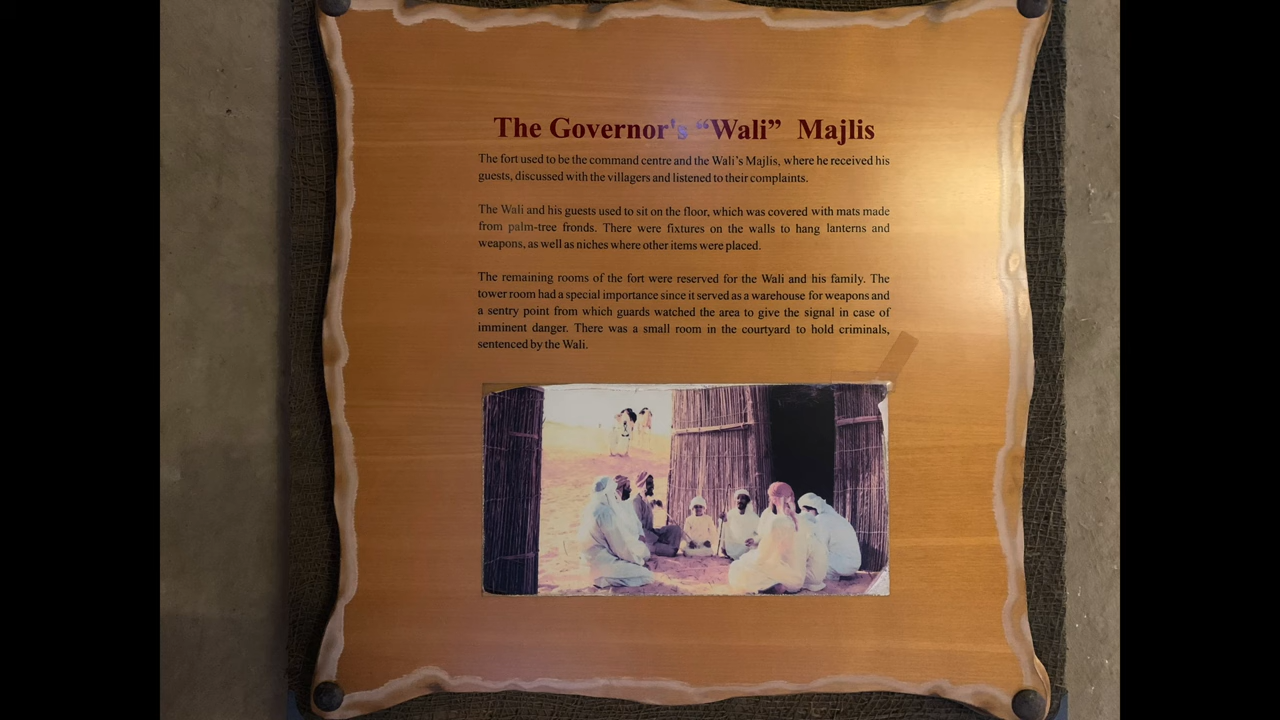 The Governor's “Wali” Majlis
The fort used to be the command centre and the Wali's Majlis, where he received his
guests, discussed with the villagers and listened to their complaints.
The Wali and his guests used to sit on the floor, which was covered with mats made
from palm-tree fronds. There were fixtures on the walls to hang lanterns and
weapons, as well as niches where other items were placed.
The remaining rooms of the fort were reserved for the Wali and his family. The
tower room had a special importance since it served as a warehouse for weapons and
a sentry point from which guards watched the area to give the signal in case of
imminent danger. There was a small room in the courtyard to hold criminals,
sentenced by the Wali.